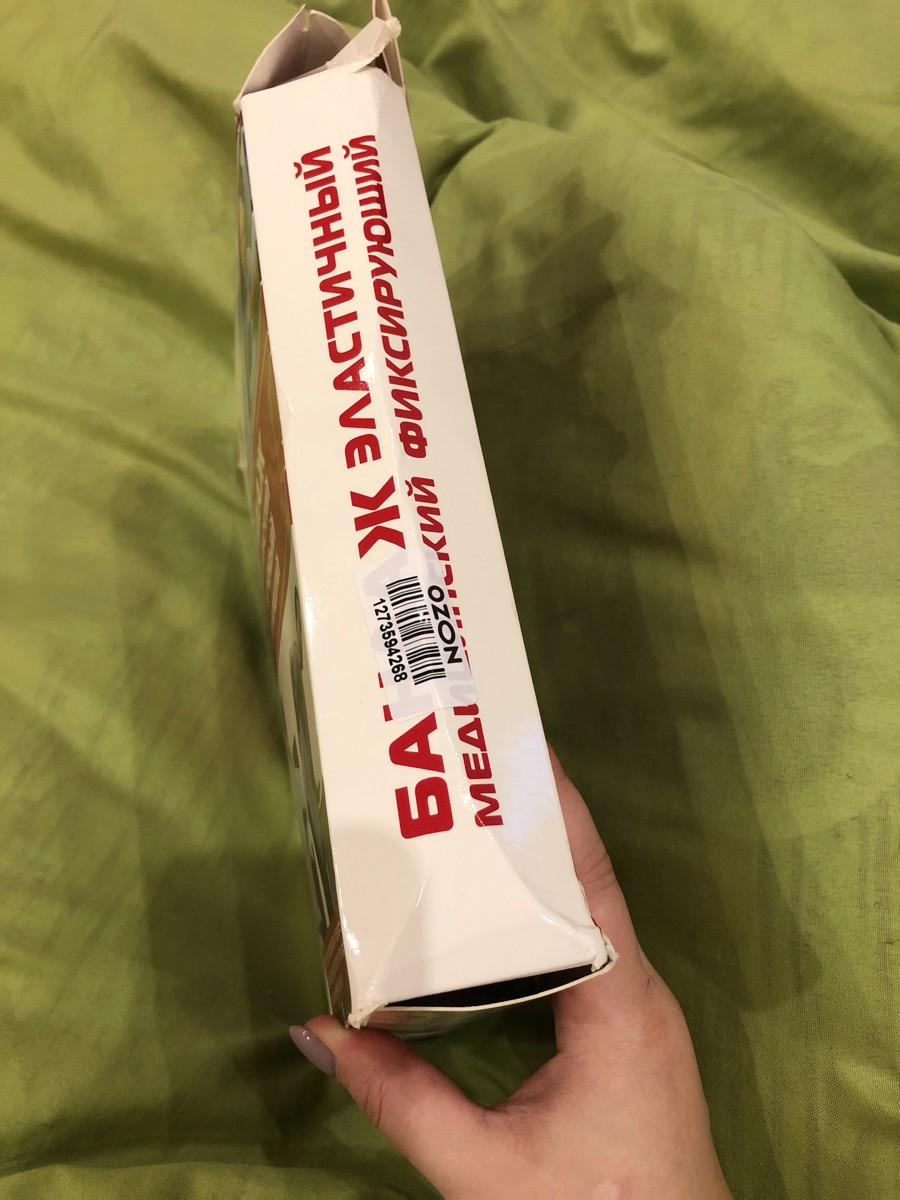 БАНДАЖ ЭЛАСТИЧНЫЙ
МЕДИЦИНСКИЙ ФИКСИРУЮЩИЙ
1273594268
OZON